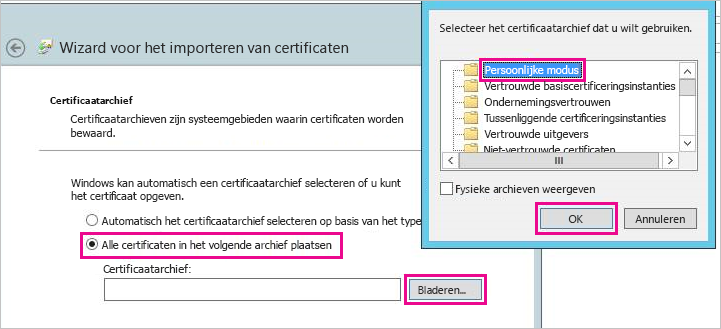 Wizard voor het importeren van certificaten
Certificaatarchief
Certificaatarchieven zijn systeemgebieden waarin certificaten worden
bewaard.
Windows kan automatisch een certificaatarchief selecteren of u kunt
het certificaat opgeven.
Automatisch het certificaatarchief selecteren op basis van het type
Alle certificaten in het volgende archief plaatsen
Certificaatarchief:
Bladeren...
Selecteer het certificaatarchief dat u wilt gebruiken.
Persoonlijke modus
Vertrouwde basiscertificeringsinstanties
Ondernemingsvertrouwen
Tussenliggende certificeringsinstanties
Vertrouwde uitgevers
Niet-vertrouwde certificaten
Fysieke archieven weergeven
OK Annuleren